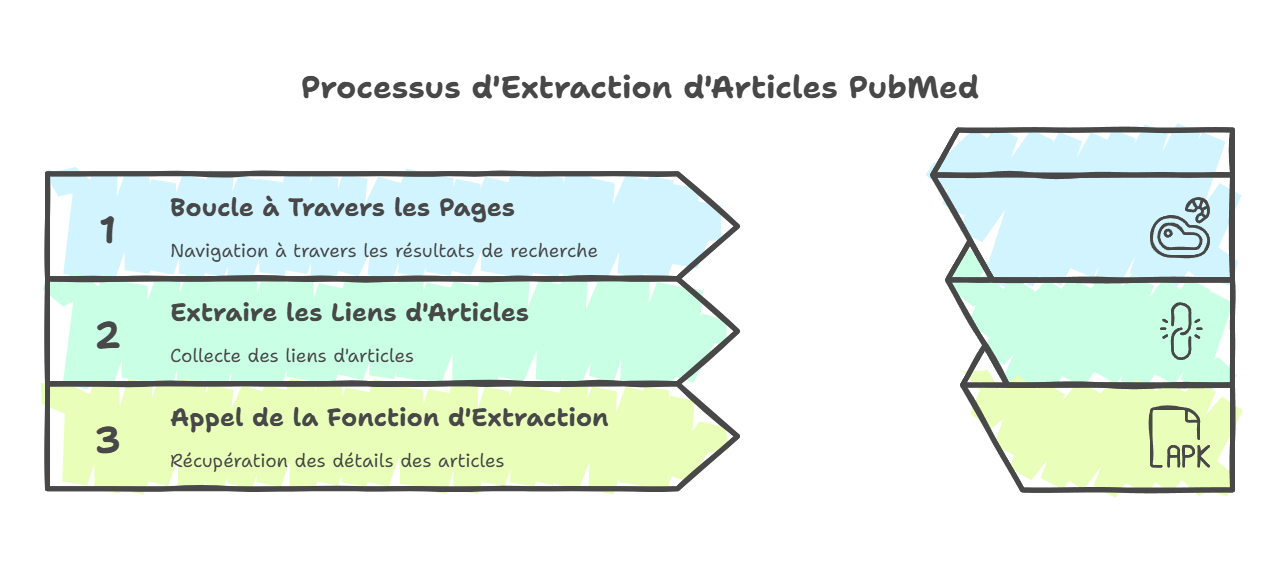 Processus d'Extraction d'Articles PubMed
1
Boucle à Travers les Pages
Navigation à travers les résultats de recherche
2
Extraire les Liens d'Articles
Collecte des liens d'articles
3
Appel de la Fonction d'Extraction
Récupération des détails des articles
APK